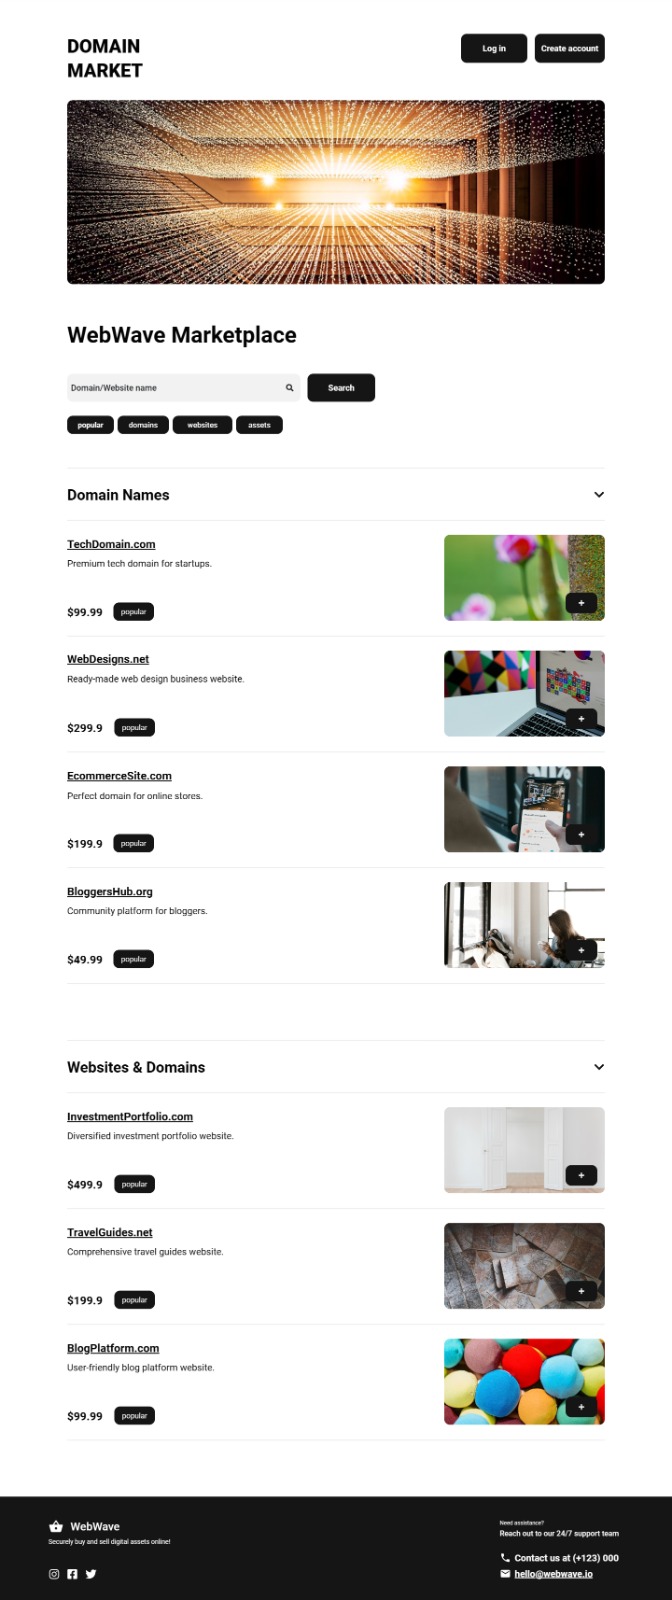 DOMAIN
MARKET
Log in
Create account
WebWave Marketplace
Domain/Website name
Search
popular
domains
websites
assets
Domain Names
TechDomain.com
Premium tech domain for startups.
$99.99
popular
+
WebDesigns.net
Ready-made web design business website.
$299.9
popular
+
EcommerceSite.com
Perfect domain for online stores.
$199.9
popular
+
BloggersHub.org
Community platform for bloggers.
$49.99
popular
+
Websites & Domains
InvestmentPortfolio.com
Diversified investment portfolio website.
$499.9
popular
+
TravelGuides.net
Comprehensive travel guides website.
$199.9
popular
+
BlogPlatform.com
User-friendly blog platform website.
$99.99
popular
+
WebWave
Securely buy and sell digital assets online!
Need assistance?
Reach out to our 24/7 support team
Contact us at (+123) 000
hello@webwave.io